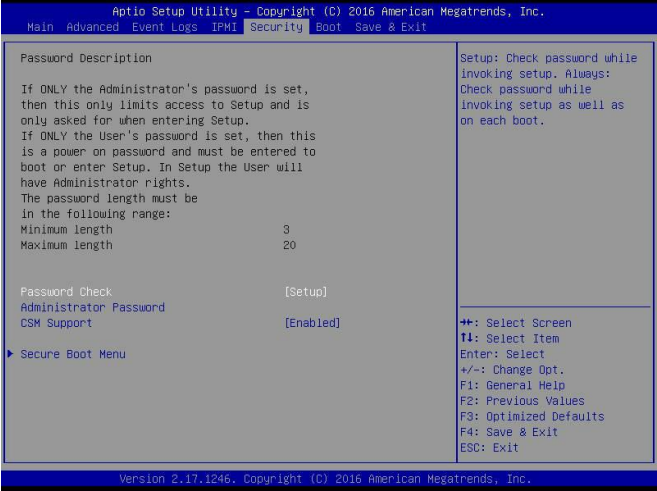 Aptio Setup Utility – Copyright (C) 2016 American Megatrends, Inc.
Main Advanced Event Logs IPMI Security Boot Save & Exit
Password Description
If ONLY the Administrator's password is set,
then this only limits access to Setup and is
only asked for when entering Setup.
If ONLY the User's password is set, then this
is a power on password and must be entered to
boot or enter Setup. In Setup the User will
have Administrator rights.
The password length must be
in the following range:
Minimum length 3
Maximum length 20
Password Check [Setup]
Administrator Password
CSM Support [Enabled]
▶ Secure Boot Menu
Setup: Check password while
invoking setup. Always:
Check password while
invoking setup as well as
on each boot.
→←: Select Screen
↑↓: Select Item
Enter: Select
+/-: Change Opt.
F1: General Help
F2: Previous Values
F3: Optimized Defaults
F4: Save & Exit
ESC: Exit
Version 2.17.1246. Copyright (C) 2016 American Megatrends, Inc.